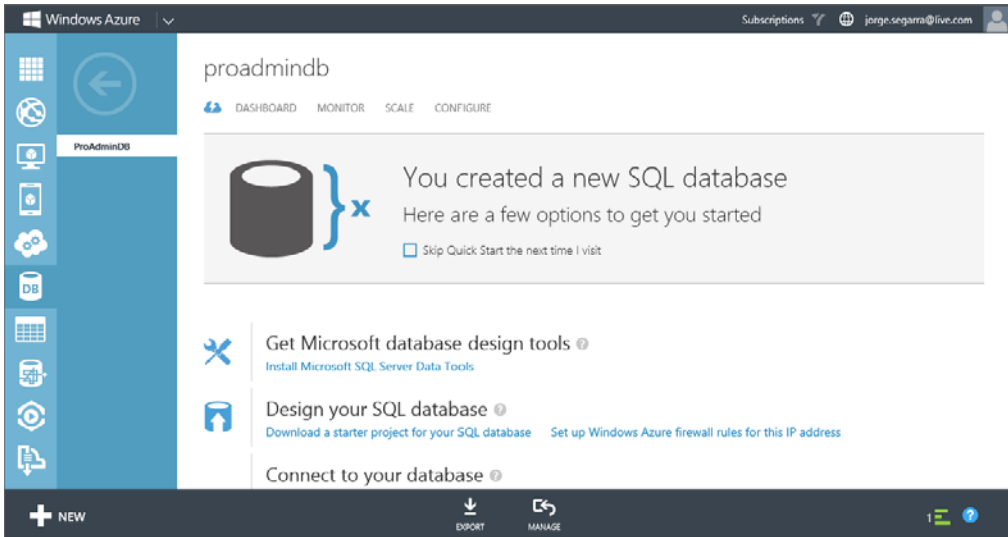 Windows Azure
Subscriptions jorge.segarra@live.com
proadmindb
DASHBOARD MONITOR SCALE CONFIGURE
ProAdminDB
You created a new SQL database
Here are a few options to get you started
Skip Quick Start the next time I visit
DB
Get Microsoft database design tools ?
Install Microsoft SQL Server Data Tools
Design your SQL database ?
Download a starter project for your SQL database Set up Windows Azure firewall rules for this IP address
Connect to your database ?
NEW
EXPORT MANAGE
1 ?